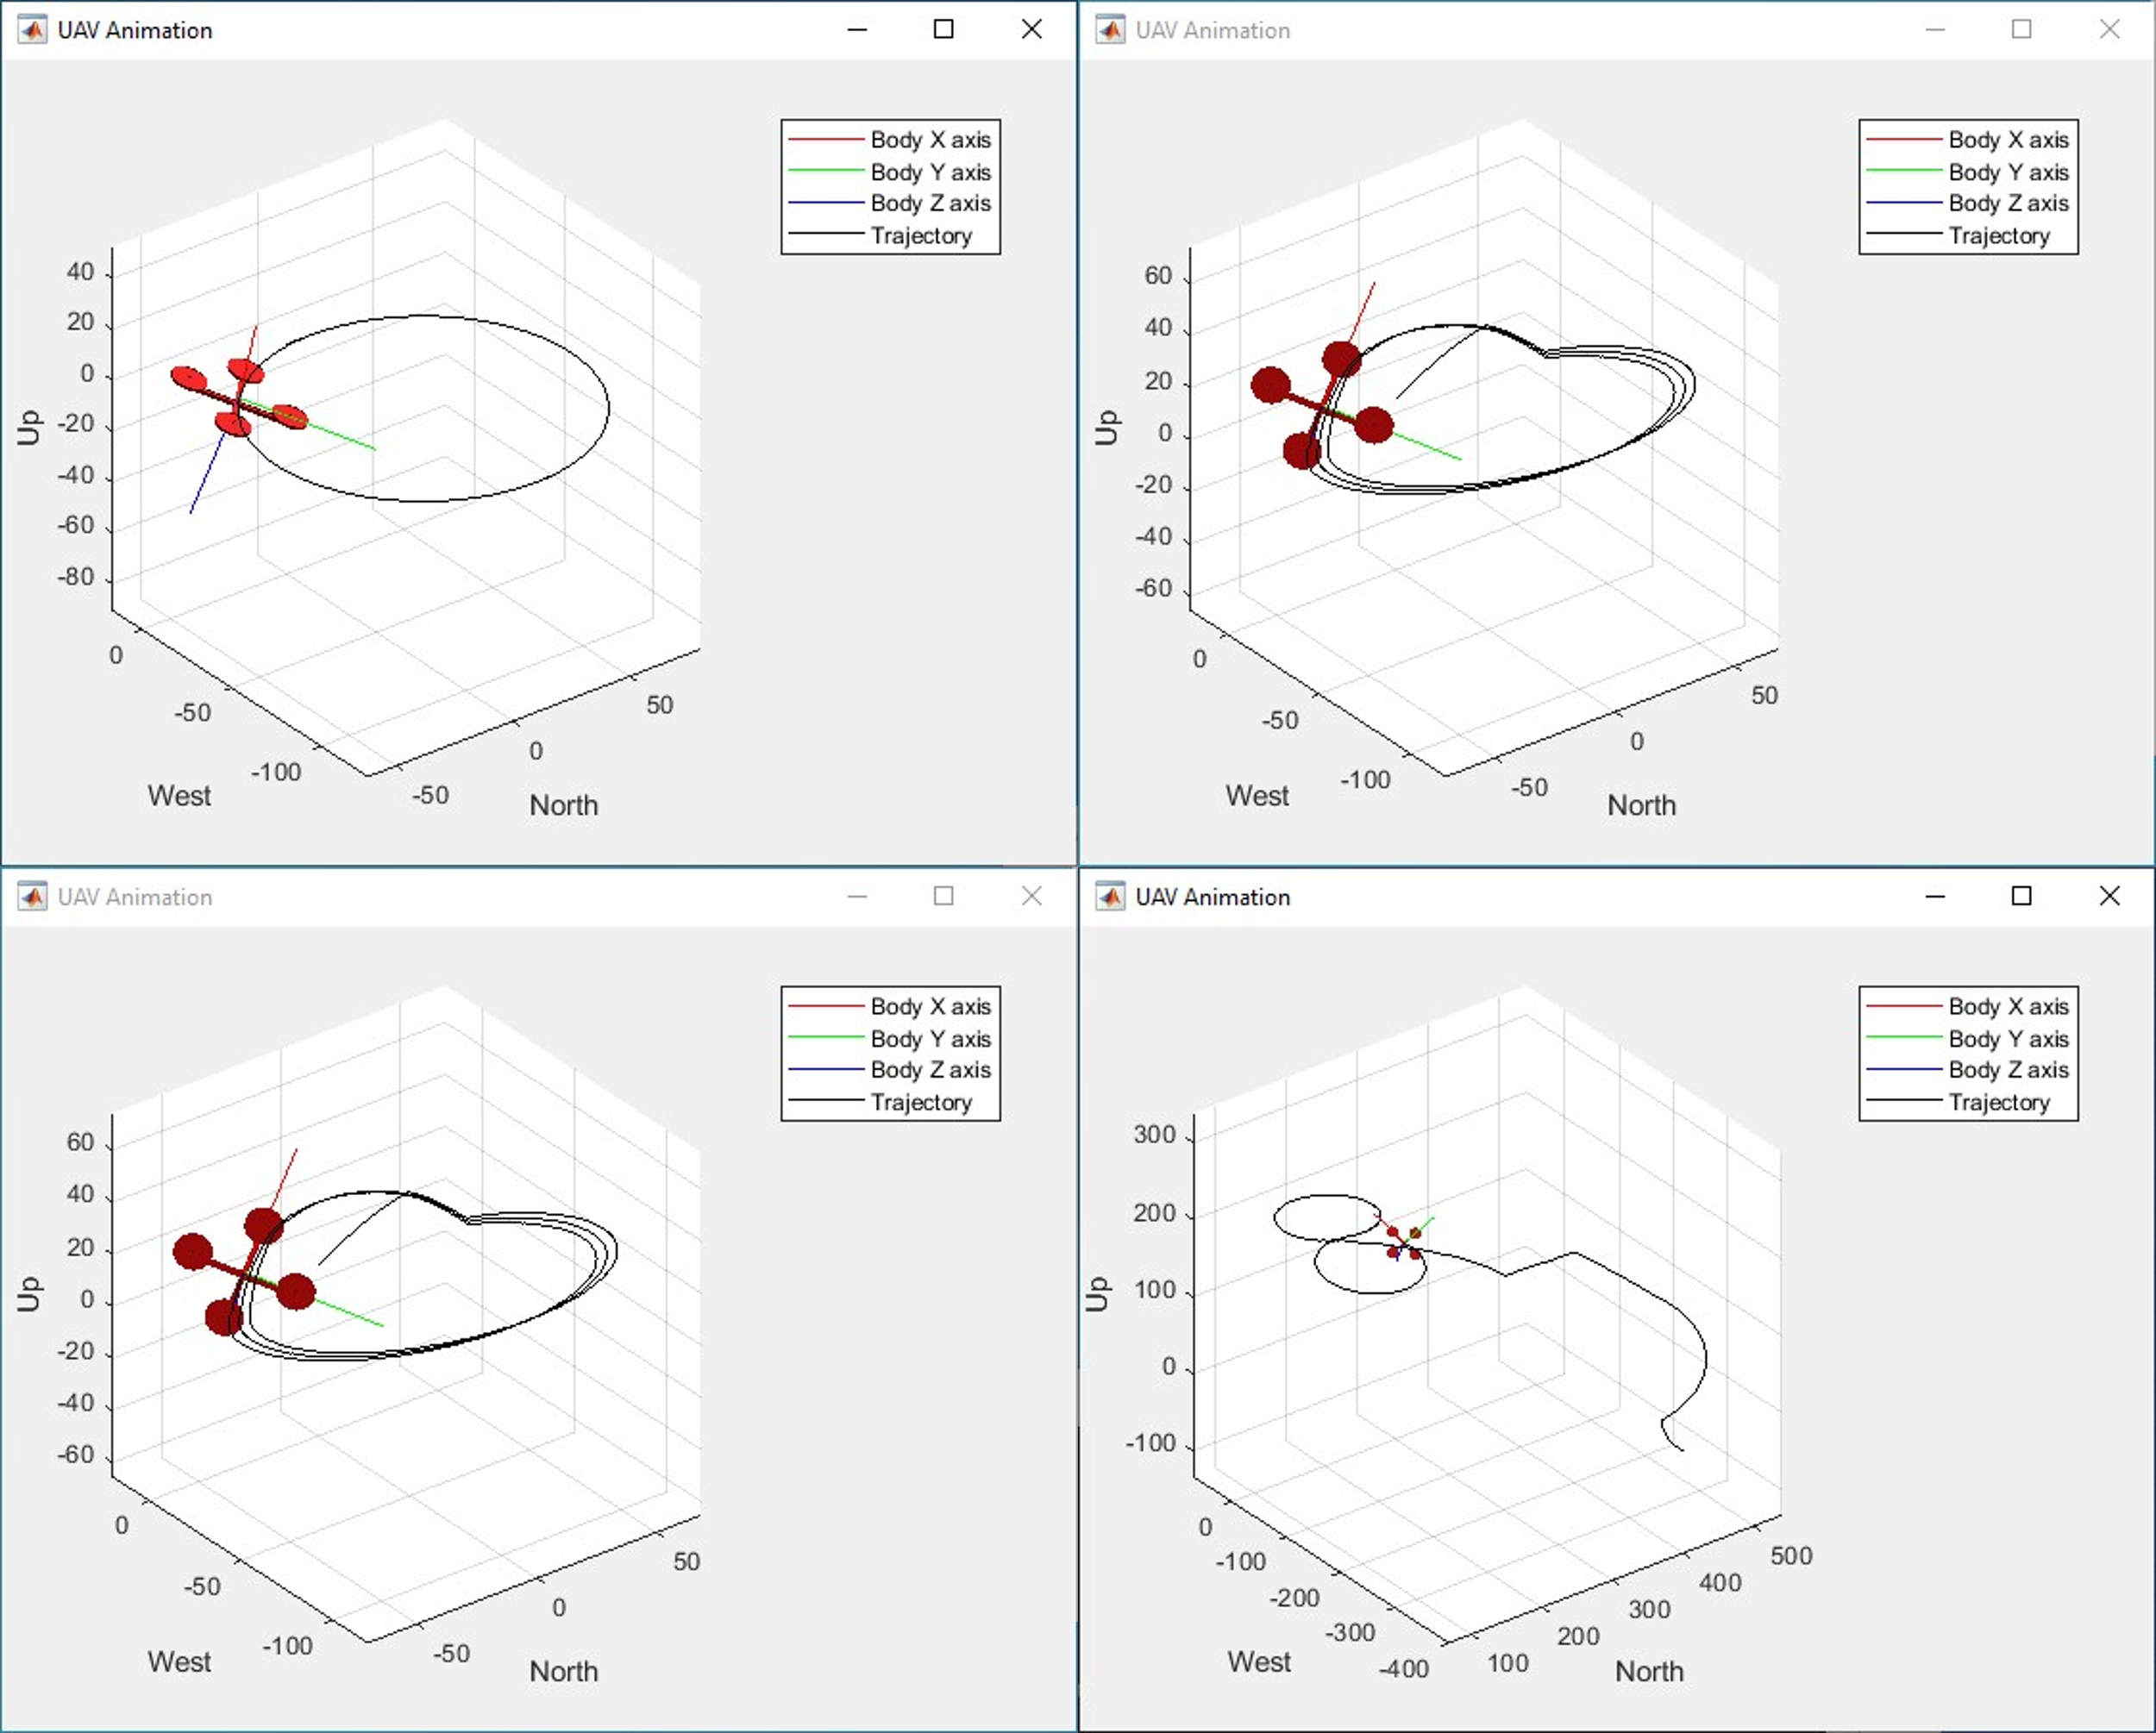 UAV Animation
Body X axis
Body Y axis
Body Z axis
Trajectory
40
20
0
-20
-40
-60
-80
Up
0
-50
-100
West
-50
0
50
North
UAV Animation
Body X axis
Body Y axis
Body Z axis
Trajectory
60
40
20
0
-20
-40
-60
Up
0
-50
-100
West
-50
0
50
North
UAV Animation
Body X axis
Body Y axis
Body Z axis
Trajectory
60
40
20
0
-20
-40
-60
Up
0
-50
-100
West
-50
0
50
North
UAV Animation
Body X axis
Body Y axis
Body Z axis
Trajectory
300
200
100
0
-100
Up
0
-100
-200
-300
-400
West
100
200
300
400
500
North